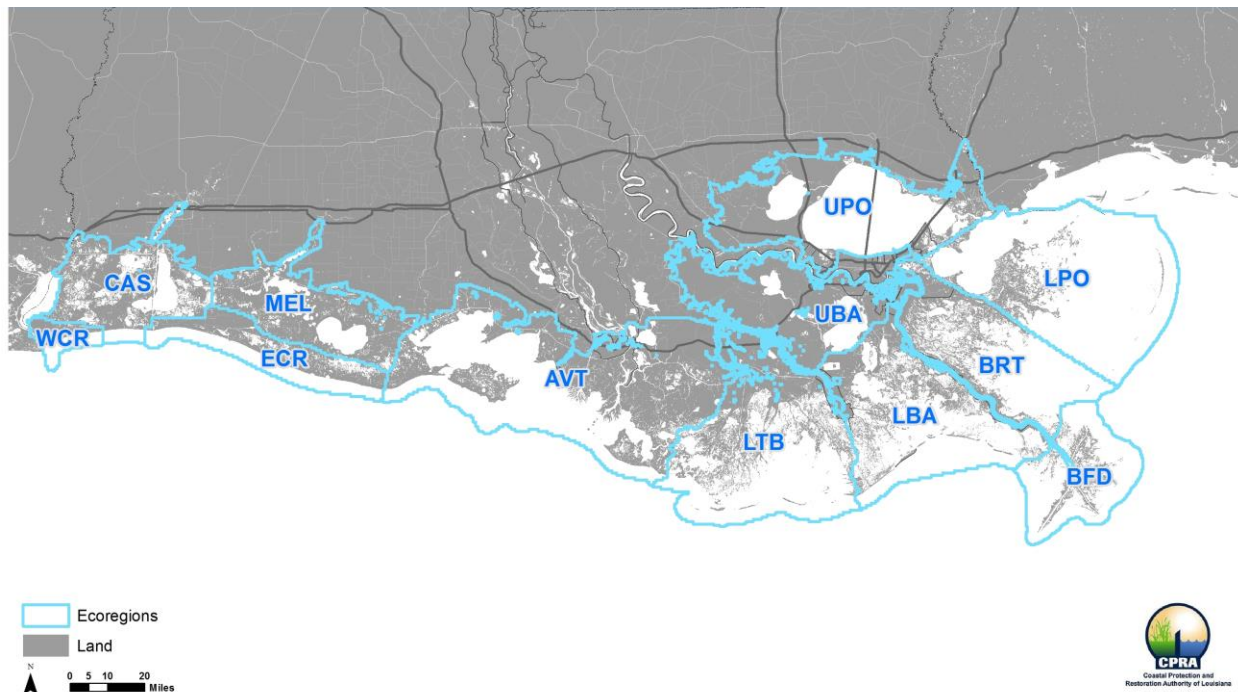 UPO
LPO
CAS
MEL
UBA
WCR
ECR
AVT
BRT
LBA
LTB
BFD
Ecoregions
Land
N
0 5 10 20
Miles
CPRA
Coastal Protection and
Restoration Authority of Louisiana